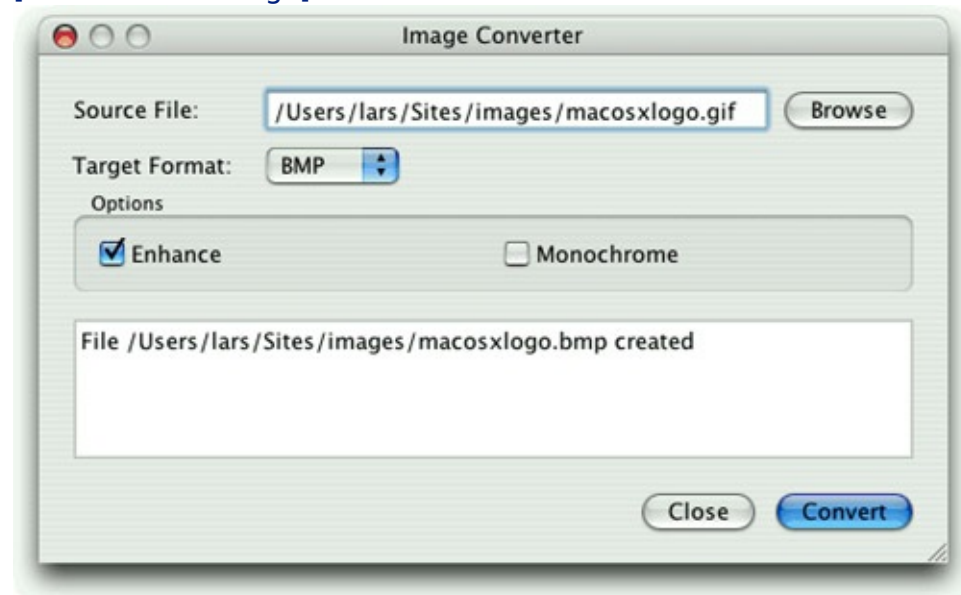 Image Converter
Source File: /Users/lars/Sites/images/macosxlogo.gif Browse
Target Format: BMP
Options
Enhance Monochrome
File /Users/lars/Sites/images/macosxlogo.bmp created
Close Convert